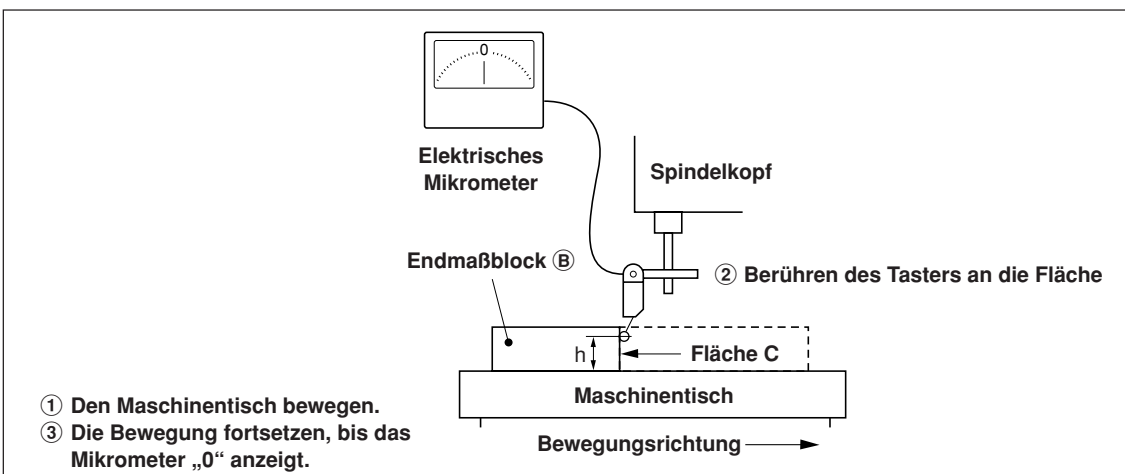 0
Elektrisches
Mikrometer
Spindelkopf
Endmaßblock Ⓑ
② Berühren des Tasters an die Fläche
h
Fläche C
Maschinentisch
① Den Maschinentisch bewegen.
③ Die Bewegung fortsetzen, bis das
Mikrometer „0“ anzeigt.
Bewegungsrichtung